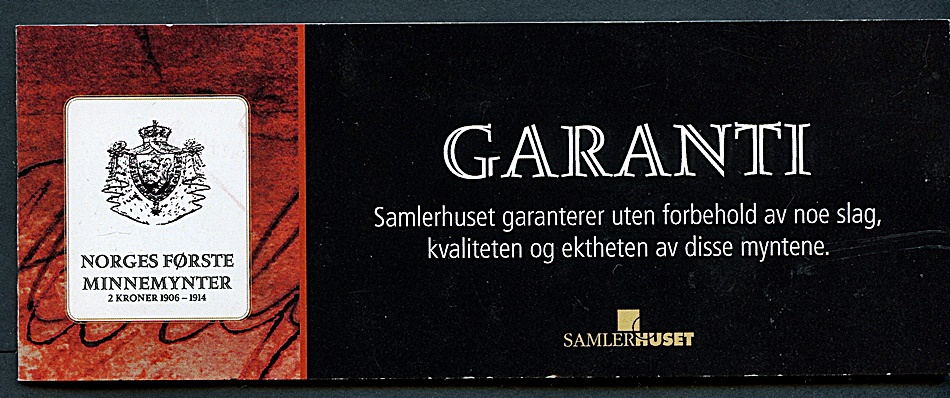 NORGES FØRSTE
MINNEMYNTER
2 KRONER 1906 – 1914
GARANTI
Samlerhuset garanterer uten forbehold av noe slag,
kvaliteten og ektheten av disse myntene.
SAMLERHUSET